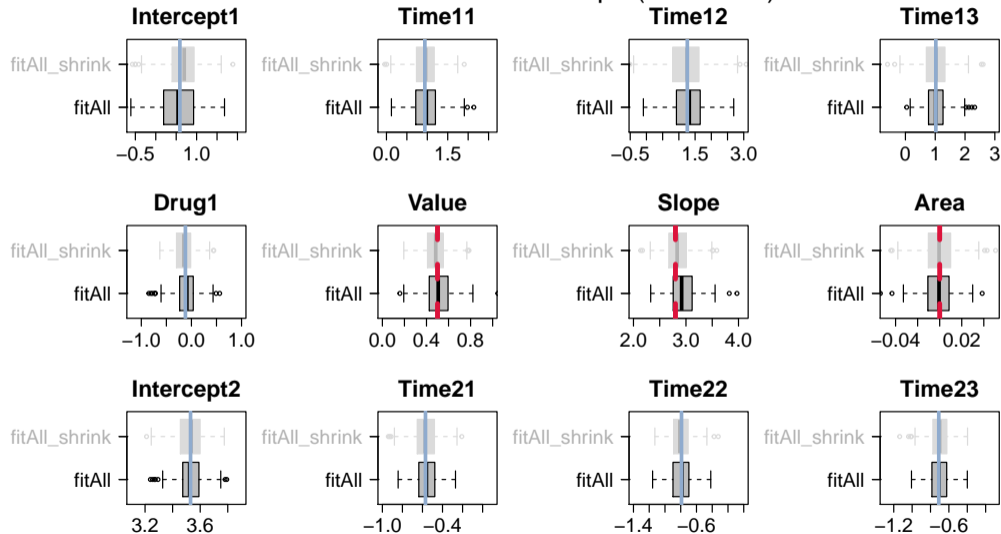 Intercept1 Time11 Time12 Time13
fitAll_shrink fitAll_shrink fitAll_shrink fitAll_shrink
fitAll fitAll fitAll fitAll
−0.5 1.0 0.0 1.5 −0.5 1.5 3.0 0 1 2 3
Drug1 Value Slope Area
fitAll_shrink fitAll_shrink fitAll_shrink fitAll_shrink
fitAll fitAll fitAll fitAll
−1.0 0.0 1.0 0.0 0.4 0.8 2.0 3.0 4.0 −0.04 0.02
Intercept2 Time21 Time22 Time23
fitAll_shrink fitAll_shrink fitAll_shrink fitAll_shrink
fitAll fitAll fitAll fitAll
3.2 3.6 −1.0 −0.4 −1.4 −0.6 −1.2 −0.6